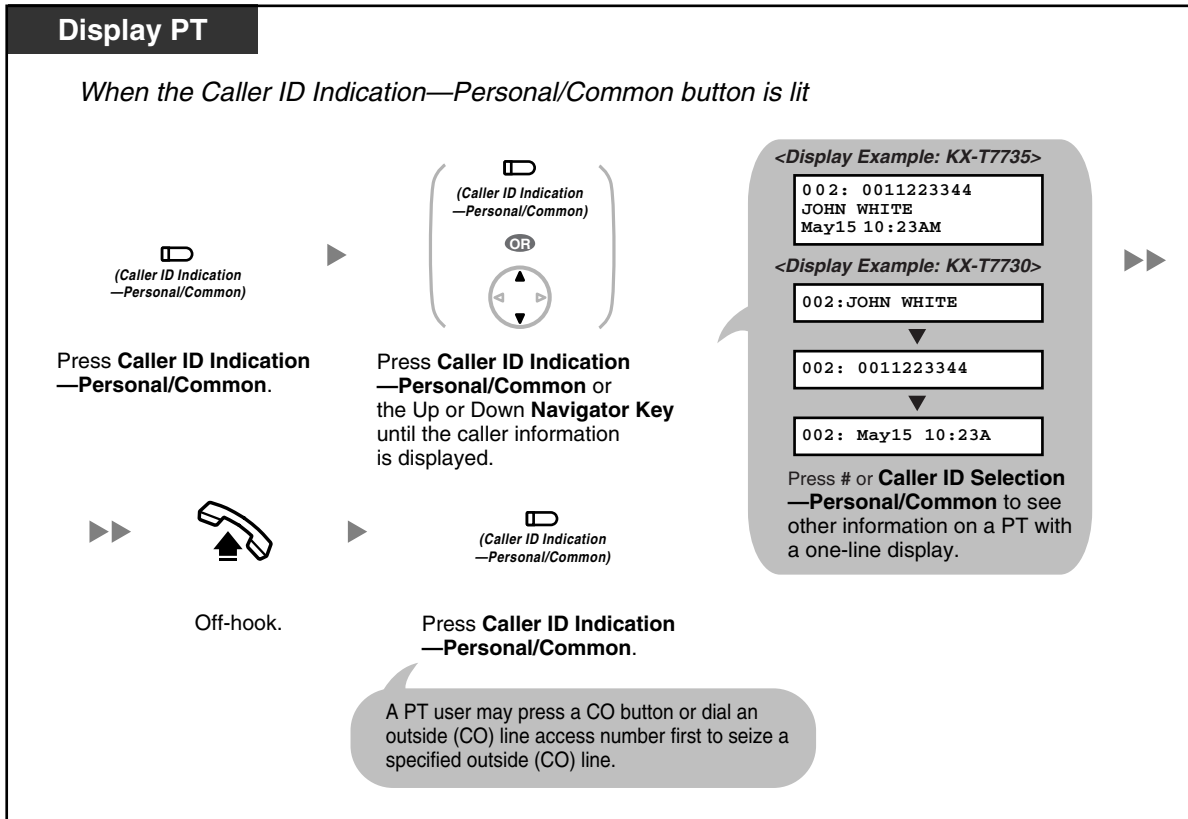 Display PT
When the Caller ID Indication—Personal/Common button is lit
(Caller ID Indication
—Personal/Common)
Press Caller ID Indication
—Personal/Common.
(Caller ID Indication
—Personal/Common)
OR
Press Caller ID Indication
—Personal/Common or
the Up or Down Navigator Key
until the caller information
is displayed.
<Display Example: KX-T7735>
002: 0011223344
JOHN WHITE
May15 10:23AM
<Display Example: KX-T7730>
002:JOHN WHITE
002: 0011223344
002: May15 10:23A
Press # or Caller ID Selection
—Personal/Common to see
other information on a PT with
a one-line display.
Off-hook.
(Caller ID Indication
—Personal/Common)
Press Caller ID Indication
—Personal/Common.
A PT user may press a CO button or dial an
outside (CO) line access number first to seize a
specified outside (CO) line.